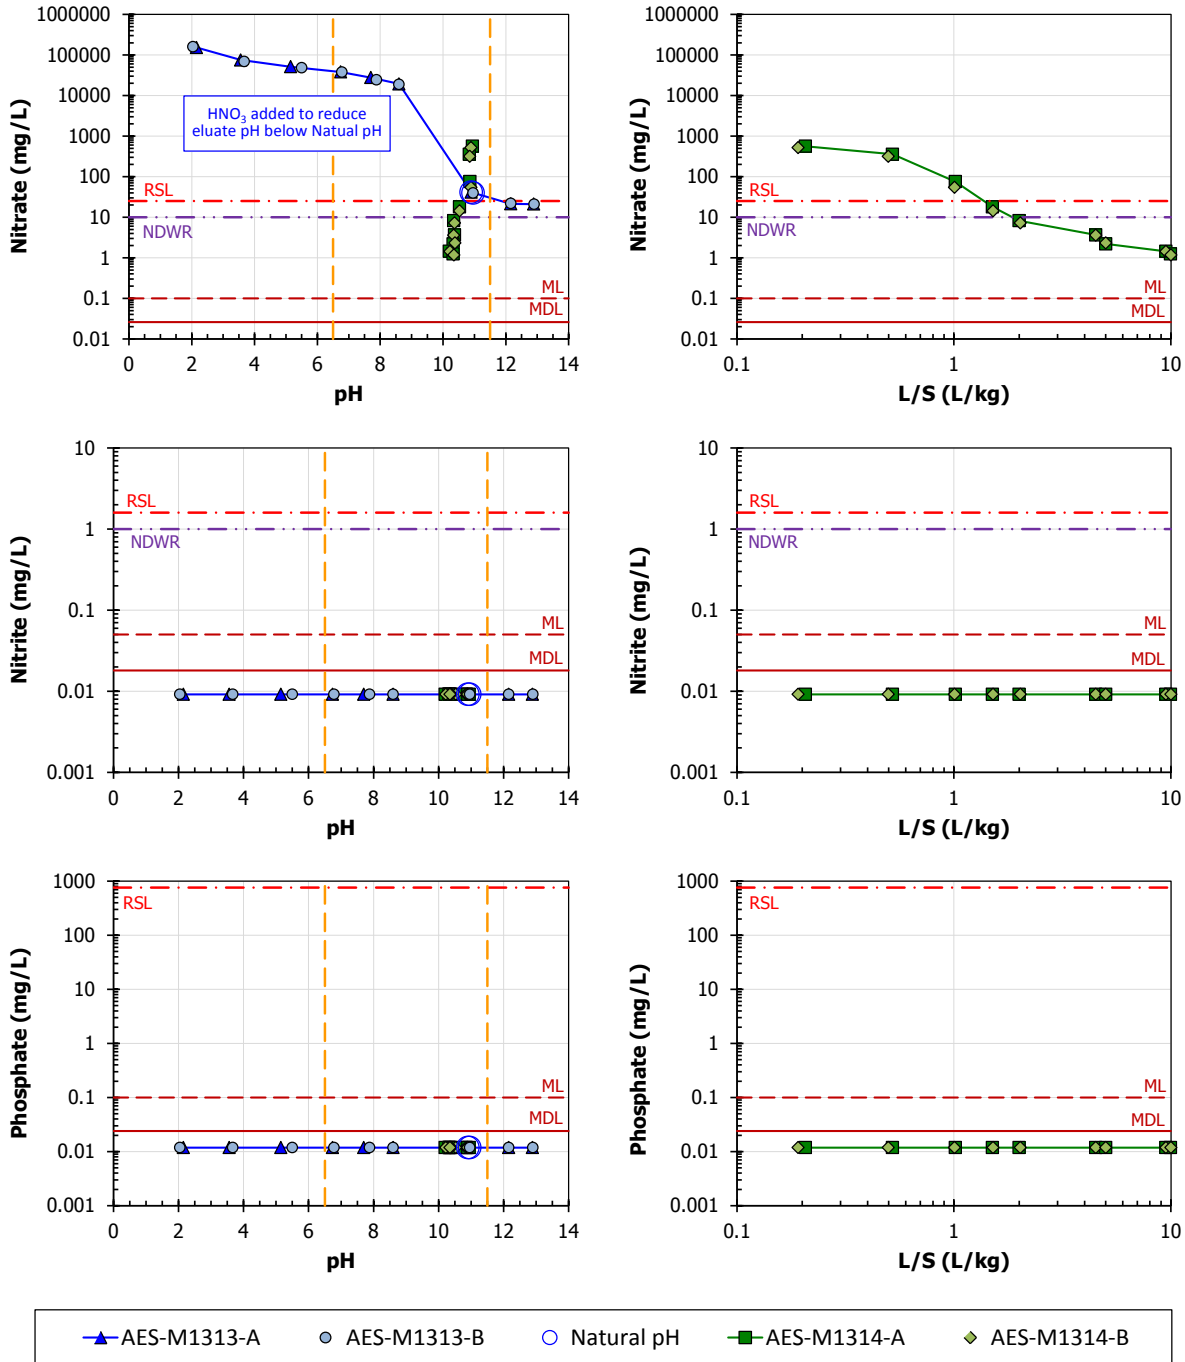 1000000
100000
10000
1000
100
10
1
0.1
0.01
Nitrate (mg/L)
HNO₃ added to reduce
eluate pH below Natual pH
RSL
NDWR
ML
MDL
0 2 4 6 8 10 12 14
pH
1000000
100000
10000
1000
100
10
1
0.1
0.01
Nitrate (mg/L)
RSL
NDWR
ML
MDL
0.1 1 10
L/S (L/kg)
10
1
0.1
0.01
0.001
Nitrite (mg/L)
RSL
NDWR
ML
MDL
0 2 4 6 8 10 12 14
pH
10
1
0.1
0.01
0.001
Nitrite (mg/L)
RSL
NDWR
ML
MDL
0.1 1 10
L/S (L/kg)
1000
100
10
1
0.1
0.01
0.001
Phosphate (mg/L)
RSL
ML
MDL
0 2 4 6 8 10 12 14
pH
1000
100
10
1
0.1
0.01
0.001
Phosphate (mg/L)
RSL
ML
MDL
0.1 1 10
L/S (L/kg)
AES-M1313-A AES-M1313-B Natural pH AES-M1314-A AES-M1314-B